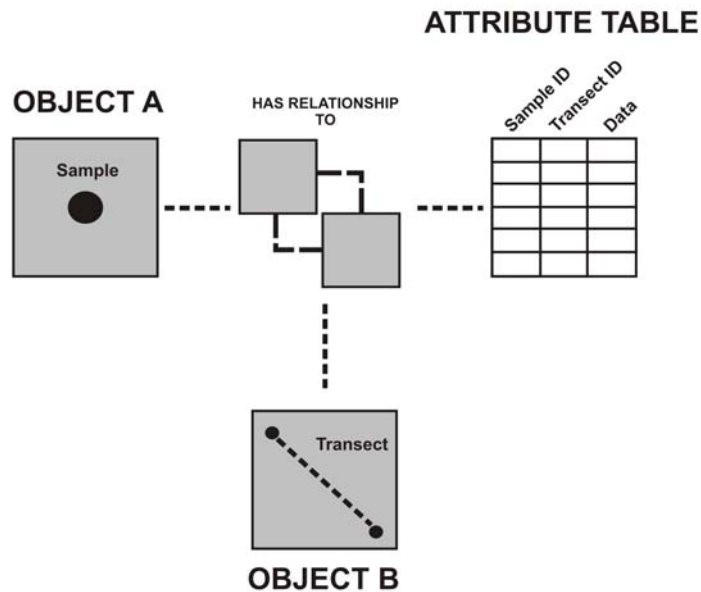 ATTRIBUTE TABLE
OBJECT A
HAS RELATIONSHIP
TO
Sample ID
Transect ID
Data
Sample
Transect
OBJECT B